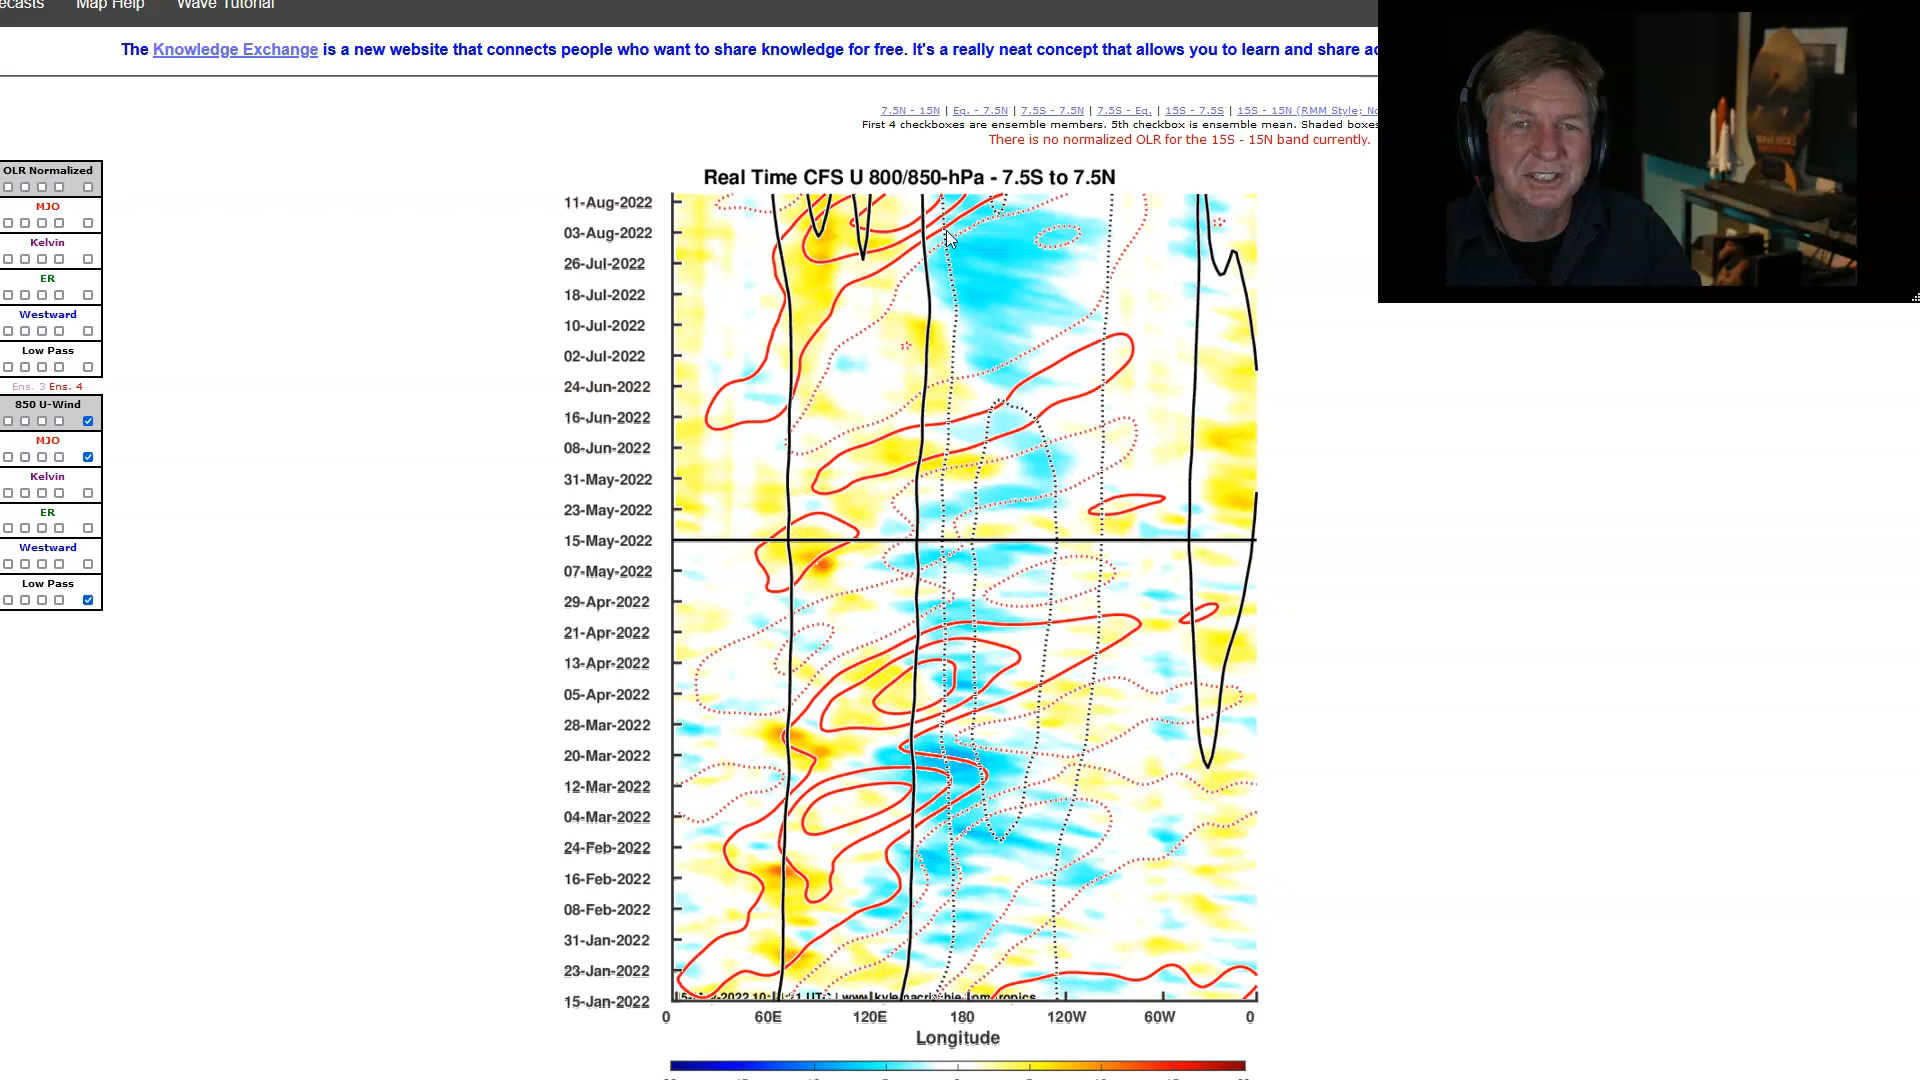 ecasts Map Help Wave Tutorial
The Knowledge Exchange is a new website that connects people who want to share knowledge for free. It's a really neat concept that allows you to learn and share
7.5N - 15N | Eq. - 7.5N | 7.5S - 7.5N | 7.5S - Eq. | 15S - 7.5S | 15S - 15N (RMM Style;
First 4 checkboxes are ensemble members. 5th checkbox is ensemble mean. Shaded boxes
There is no normalized OLR for the 15S - 15N band currently.
OLR Normalized
MJO
Kelvin
ER
Westward
Low Pass
Ens. 3 Ens. 4
850 U-Wind
MJO
Kelvin
ER
Westward
Low Pass
Real Time CFS U 800/850-hPa - 7.5S to 7.5N
11-Aug-2022
03-Aug-2022
26-Jul-2022
18-Jul-2022
10-Jul-2022
02-Jul-2022
24-Jun-2022
16-Jun-2022
08-Jun-2022
31-May-2022
23-May-2022
15-May-2022
07-May-2022
29-Apr-2022
21-Apr-2022
13-Apr-2022
05-Apr-2022
28-Mar-2022
20-Mar-2022
12-Mar-2022
04-Mar-2022
24-Feb-2022
16-Feb-2022
08-Feb-2022
31-Jan-2022
23-Jan-2022
15-Jan-2022
0 60E 120E 180 120W 60W 0
Longitude